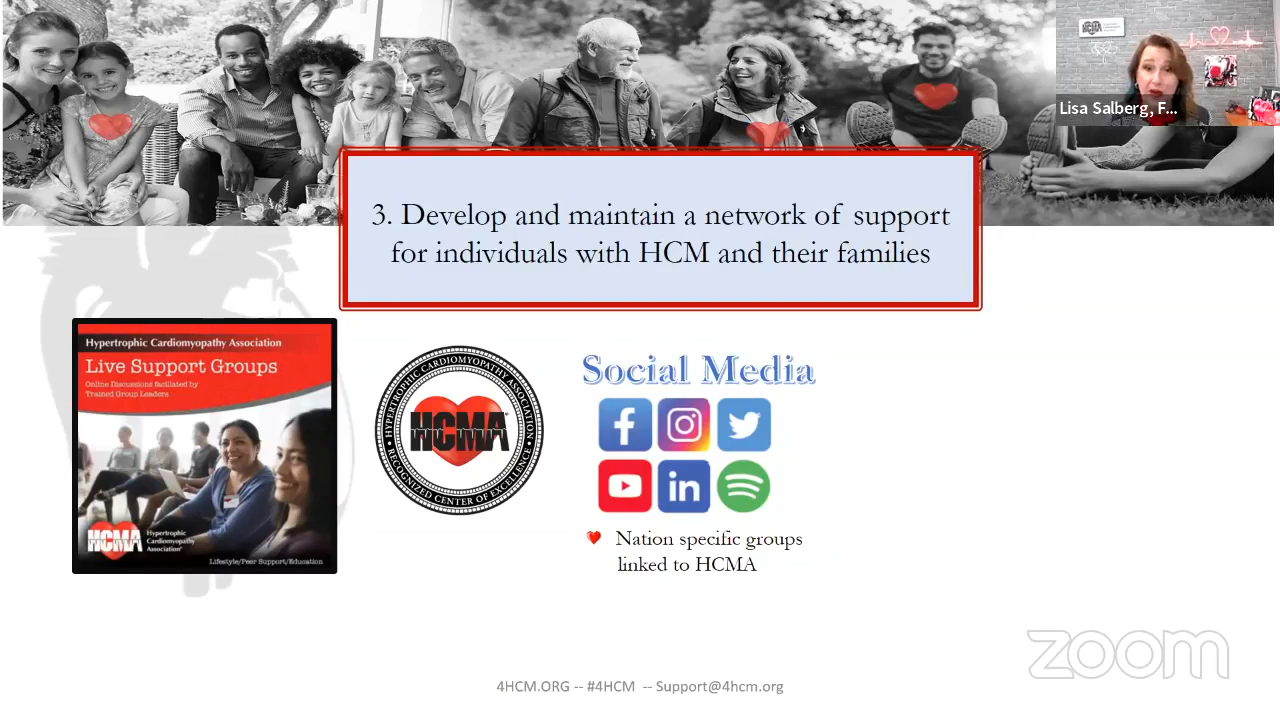 HCMA
Lisa Salberg, F...
3. Develop and maintain a network of support
for individuals with HCM and their families
Hypertrophic Cardiomyopathy Association
Live Support Groups
Online Discussions facilitated by
Trained Group Leaders
HCMA
Hypertrophic
Cardiomyopathy
Association®
Lifestyle/Peer Support/Education
• HYPERTROPHIC CARDIOMYOPATHY ASSOCIATION •
HCMA®
RECOGNIZED CENTER OF EXCELLENCE
Social Media
f
in
Nation specific groups
linked to HCMA
zoom
4HCM.ORG -- #4HCM -- Support@4hcm.org